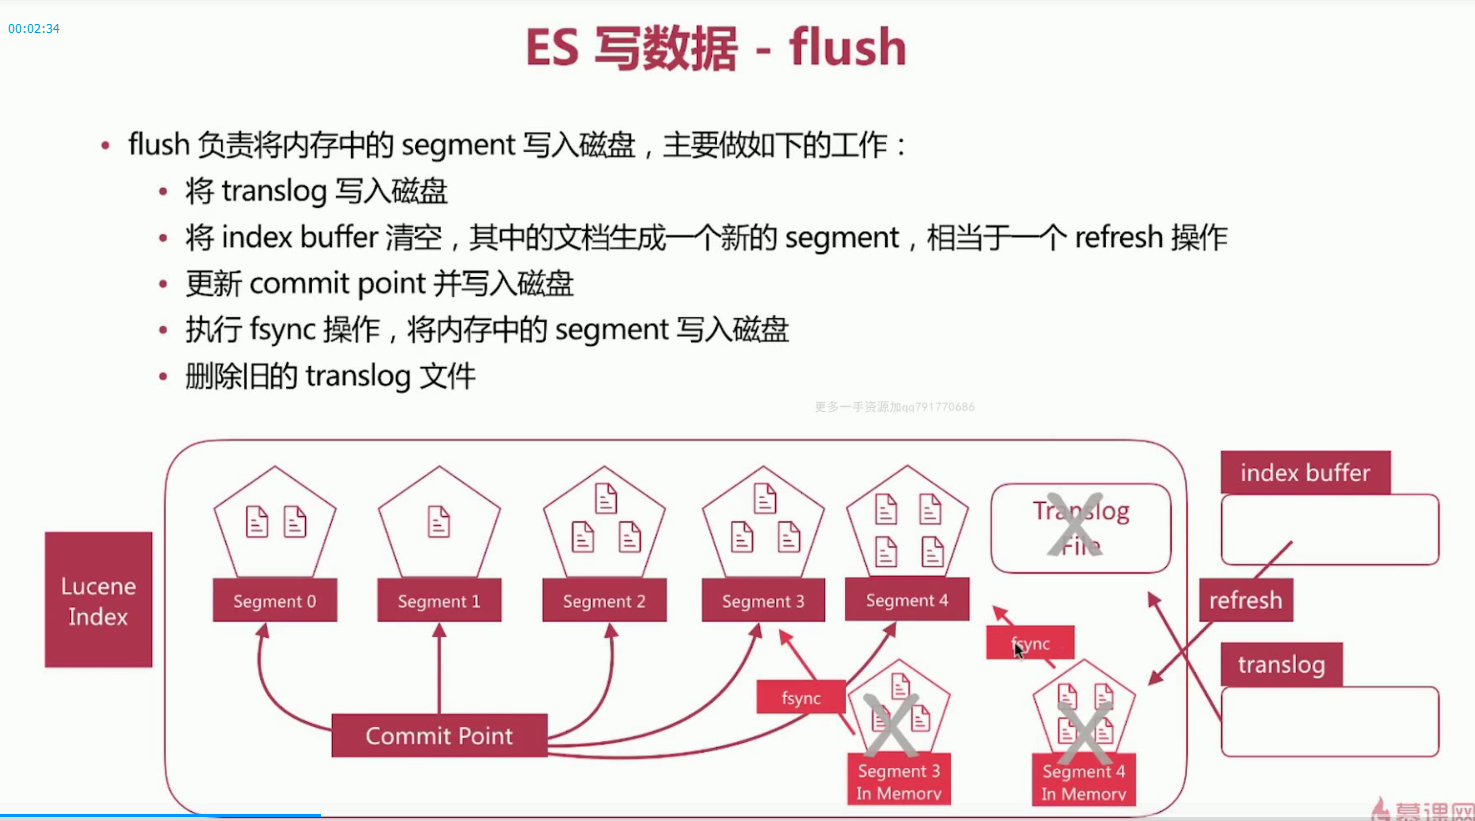 00:02:34
ES 写数据 - flush
• flush 负责将内存中的 segment 写入磁盘，主要做如下的工作：
• 将 translog 写入磁盘
• 将 index buffer 清空，其中的文档生成一个新的 segment，相当于一个 refresh 操作
• 更新 commit point 并写入磁盘
• 执行 fsync 操作，将内存中的 segment 写入磁盘
• 删除旧的 translog 文件
更多一手资源加qq791770686
Lucene
Index
Segment 0
Segment 1
Segment 2
Segment 3
Segment 4
Translog
File
index buffer
refresh
fsync
translog
fsync
Commit Point
Segment 3
In Memory
Segment 4
In Memory
慕课网